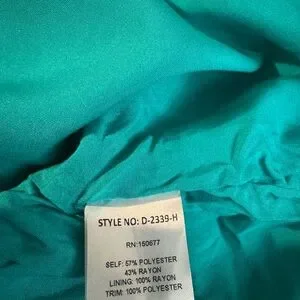 STYLE NO: D-2339-H
RN:150677
SELF: 57% POLYESTER
43% RAYON
LINING: 100% RAYON
TRIM: 100% POLYESTER